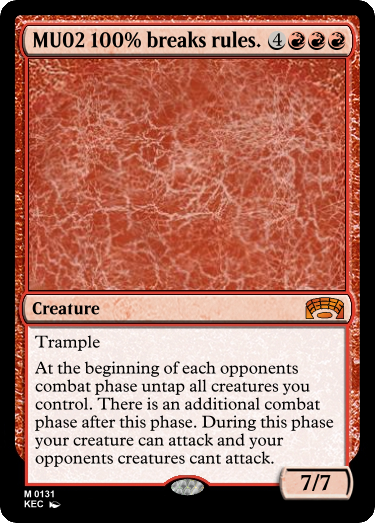 MU02 100% breaks rules. 4
Creature
Trample
At the beginning of each opponents
combat phase untap all creatures you
control. There is an additional combat
phase after this phase. During this phase
your creature can attack and your
opponents creatures cant attack.
7/7
M 0131
KEC